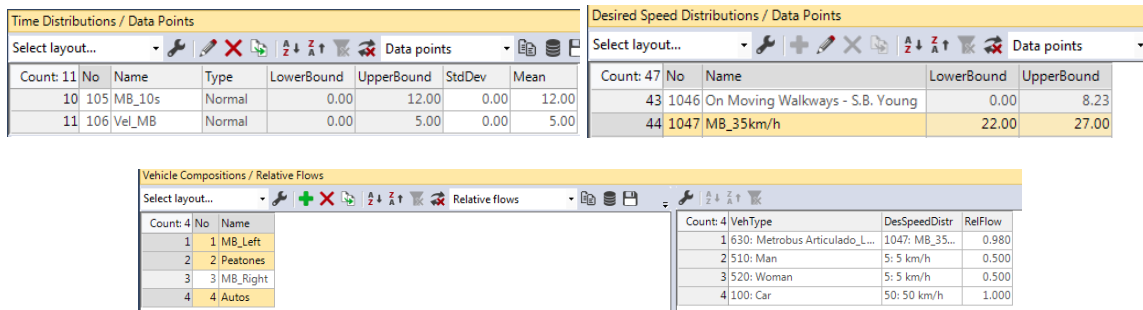 Time Distributions / Data Points
Select layout... Data points
Count: 11 No Name Type LowerBound UpperBound StdDev Mean
10 105 MB_10s Normal 0.00 12.00 0.00 12.00
11 106 Vel_MB Normal 0.00 5.00 0.00 5.00
Desired Speed Distributions / Data Points
Select layout... Data points
Count: 47 No Name LowerBound UpperBound
43 1046 On Moving Walkways - S.B. Young 0.00 8.23
44 1047 MB_35km/h 22.00 27.00
Vehicle Compositions / Relative Flows
Select layout... Relative flows
Count: 4 No Name
1 1 MB_Left
2 2 Peatones
3 3 MB_Right
4 4 Autos
Count: 4 VehType DesSpeedDistr RelFlow
1 630: Metrobus Articulado_L... 1047: MB_35... 0.980
2 510: Man 5: 5 km/h 0.500
3 520: Woman 5: 5 km/h 0.500
4 100: Car 50: 50 km/h 1.000